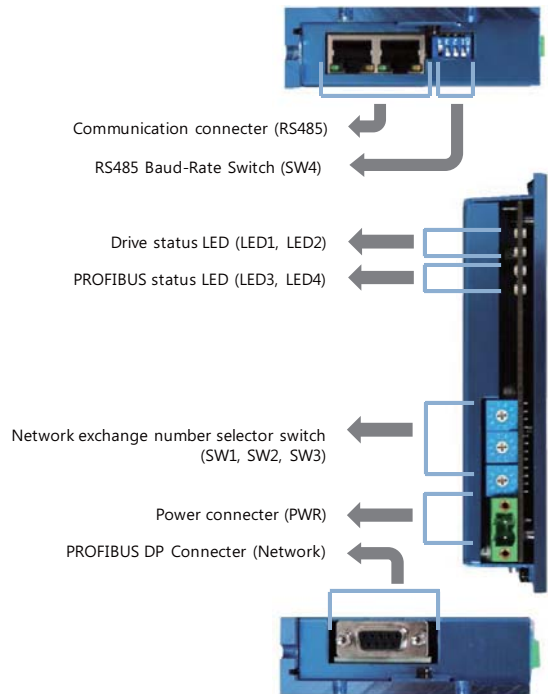 Communication connecter (RS485)
RS485 Baud-Rate Switch (SW4)
Drive status LED (LED1, LED2)
PROFIBUS status LED (LED3, LED4)
Network exchange number selector switch
(SW1, SW2, SW3)
Power connecter (PWR)
PROFIBUS DP Connecter (Network)